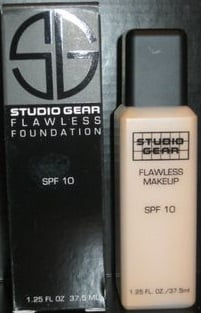 SG
STUDIO GEAR
FLAWLESS
FOUNDATION
SPF 10
1.25 FL OZ 37.5 ML
STUDIO
GEAR
FLAWLESS
MAKEUP
SPF 10
1.25 FL. OZ./37.5ml